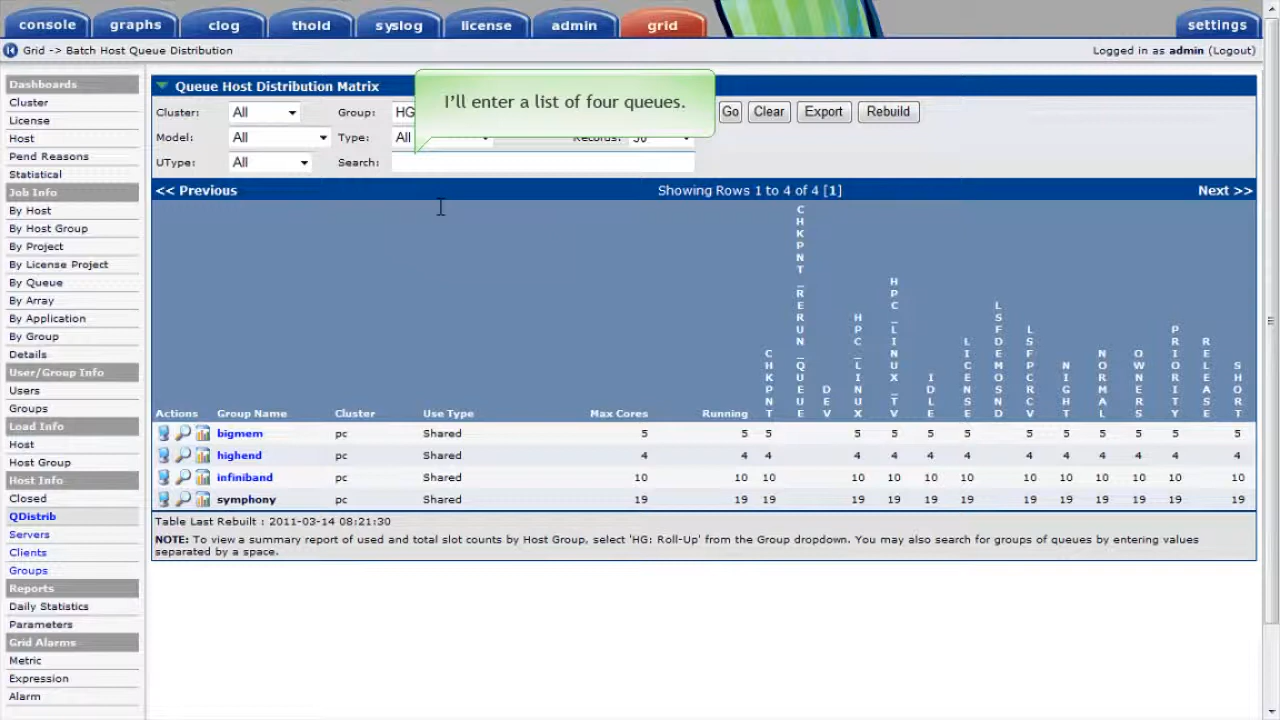 console graphs clog thold syslog license admin grid settings
Grid -> Batch Host Queue Distribution
Logged in as admin (Logout)
Dashboards
Cluster
License
Host
Pend Reasons
Statistical
Job Info
By Host
By Host Group
By Project
By License Project
By Queue
By Array
By Application
By Group
Details
User/Group Info
Users
Groups
Load Info
Host
Host Group
Host Info
Closed
QDistrib
Servers
Clients
Groups
Reports
Daily Statistics
Parameters
Grid Alarms
Metric
Expression
Alarm
Queue Host Distribution Matrix
I'll enter a list of four queues.
Cluster: All Group: HG Go Clear Export Rebuild
Model: All Type: All Records: 30
UType: All Search:
<< Previous Showing Rows 1 to 4 of 4 [1] Next >>
Actions Group Name Cluster Use Type Max Cores Running CHKPNT CHKPNT_RERUN_QUEUE DEV HPC_LINUX HPC_LINUX_TV IDLE LICENSE LSFDEMOSND LSFPCRCV NIGHT NORMAL OWNERS PRIORITY RELEASE SHORT
bigmem pc Shared 5 5 5 5 5 5 5 5 5 5 5 5 5
highend pc Shared 4 4 4 4 4 4 4 4 4 4 4 4 4
infiniband pc Shared 10 10 10 10 10 10 10 10 10 10 10 10 10
symphony pc Shared 19 19 19 19 19 19 19 19 19 19 19 19 19
Table Last Rebuilt : 2011-03-14 08:21:30
NOTE: To view a summary report of used and total slot counts by Host Group, select 'HG: Roll-Up' from the Group dropdown. You may also search for groups of queues by entering values
separated by a space.